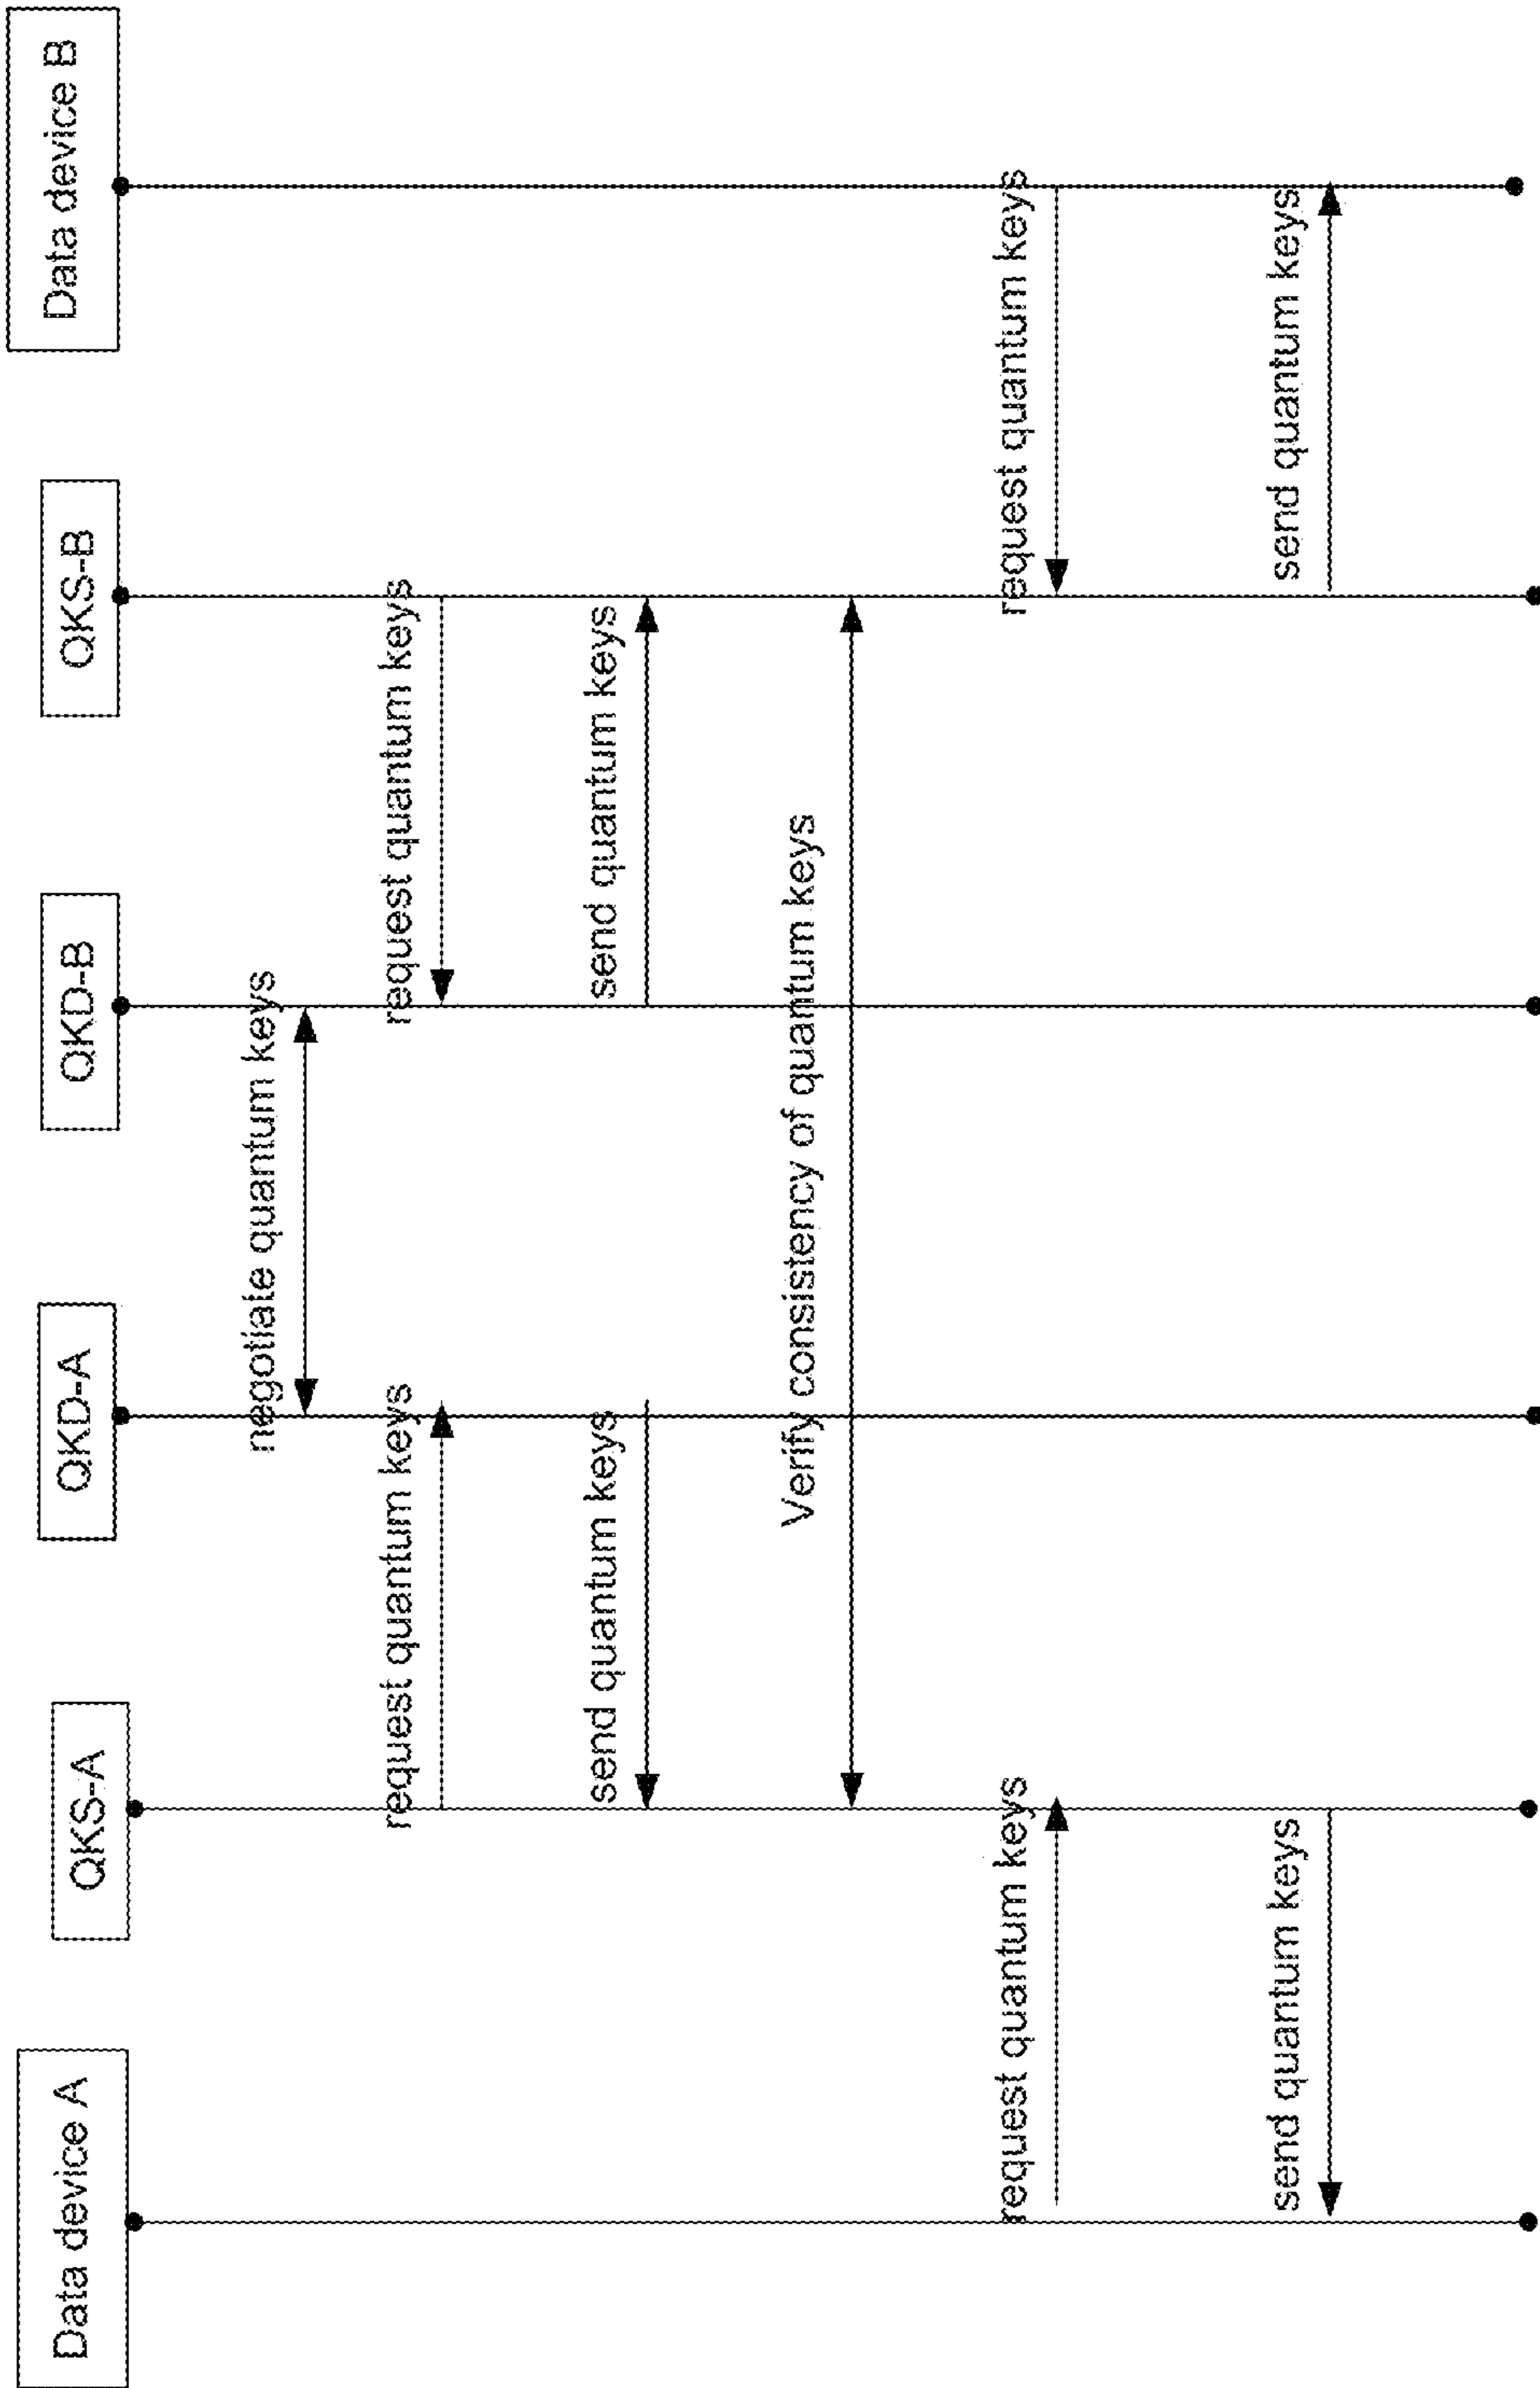 Data device A
QKS-A
QKD-A
QKD-B
QKS-B
Data device B
negotiate quantum keys
request quantum keys
request quantum keys
send quantum keys
send quantum keys
Verify consistency of quantum keys
request quantum keys
request quantum keys
send quantum keys
send quantum keys